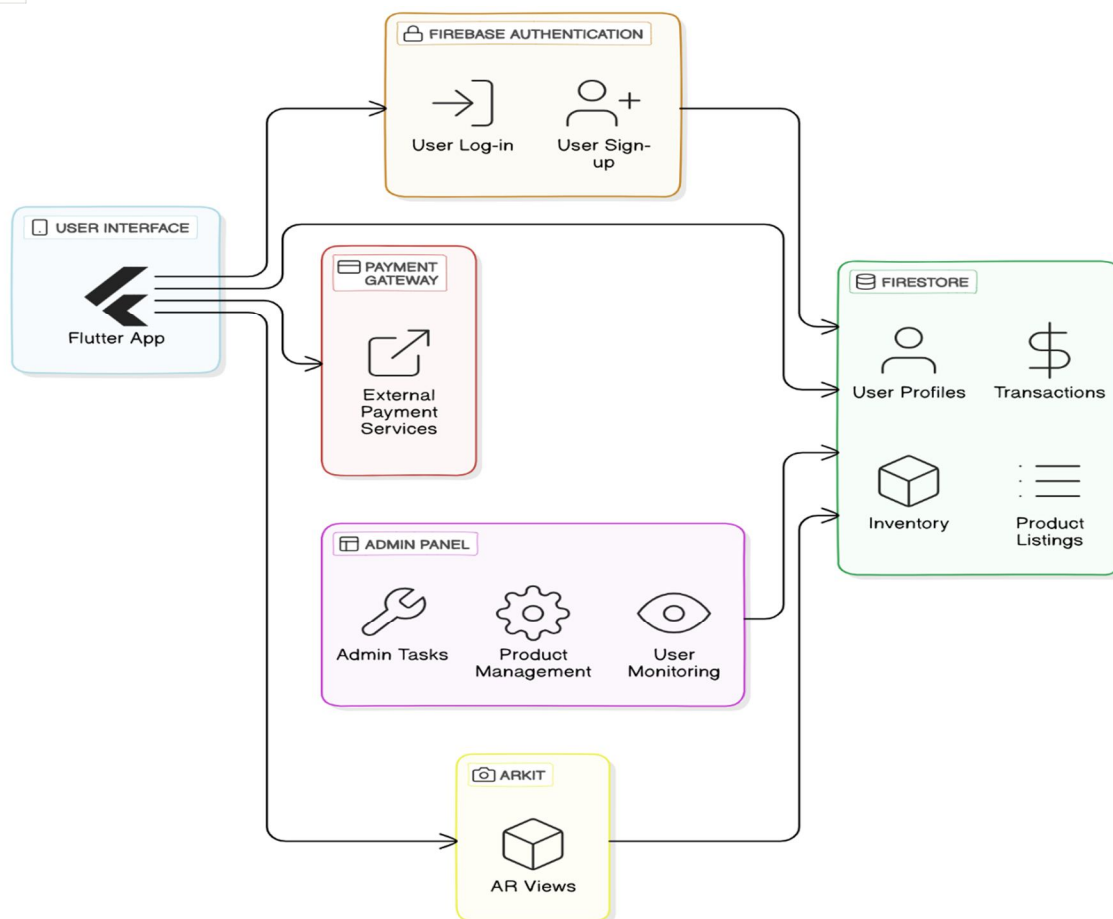 FIREBASE AUTHENTICATION
User Log-in
User Sign-
up
USER INTERFACE
Flutter App
PAYMENT
GATEWAY
External
Payment
Services
FIRESTORE
User Profiles
Transactions
Inventory
Product
Listings
ADMIN PANEL
Admin Tasks
Product
Management
User
Monitoring
ARKIT
AR Views